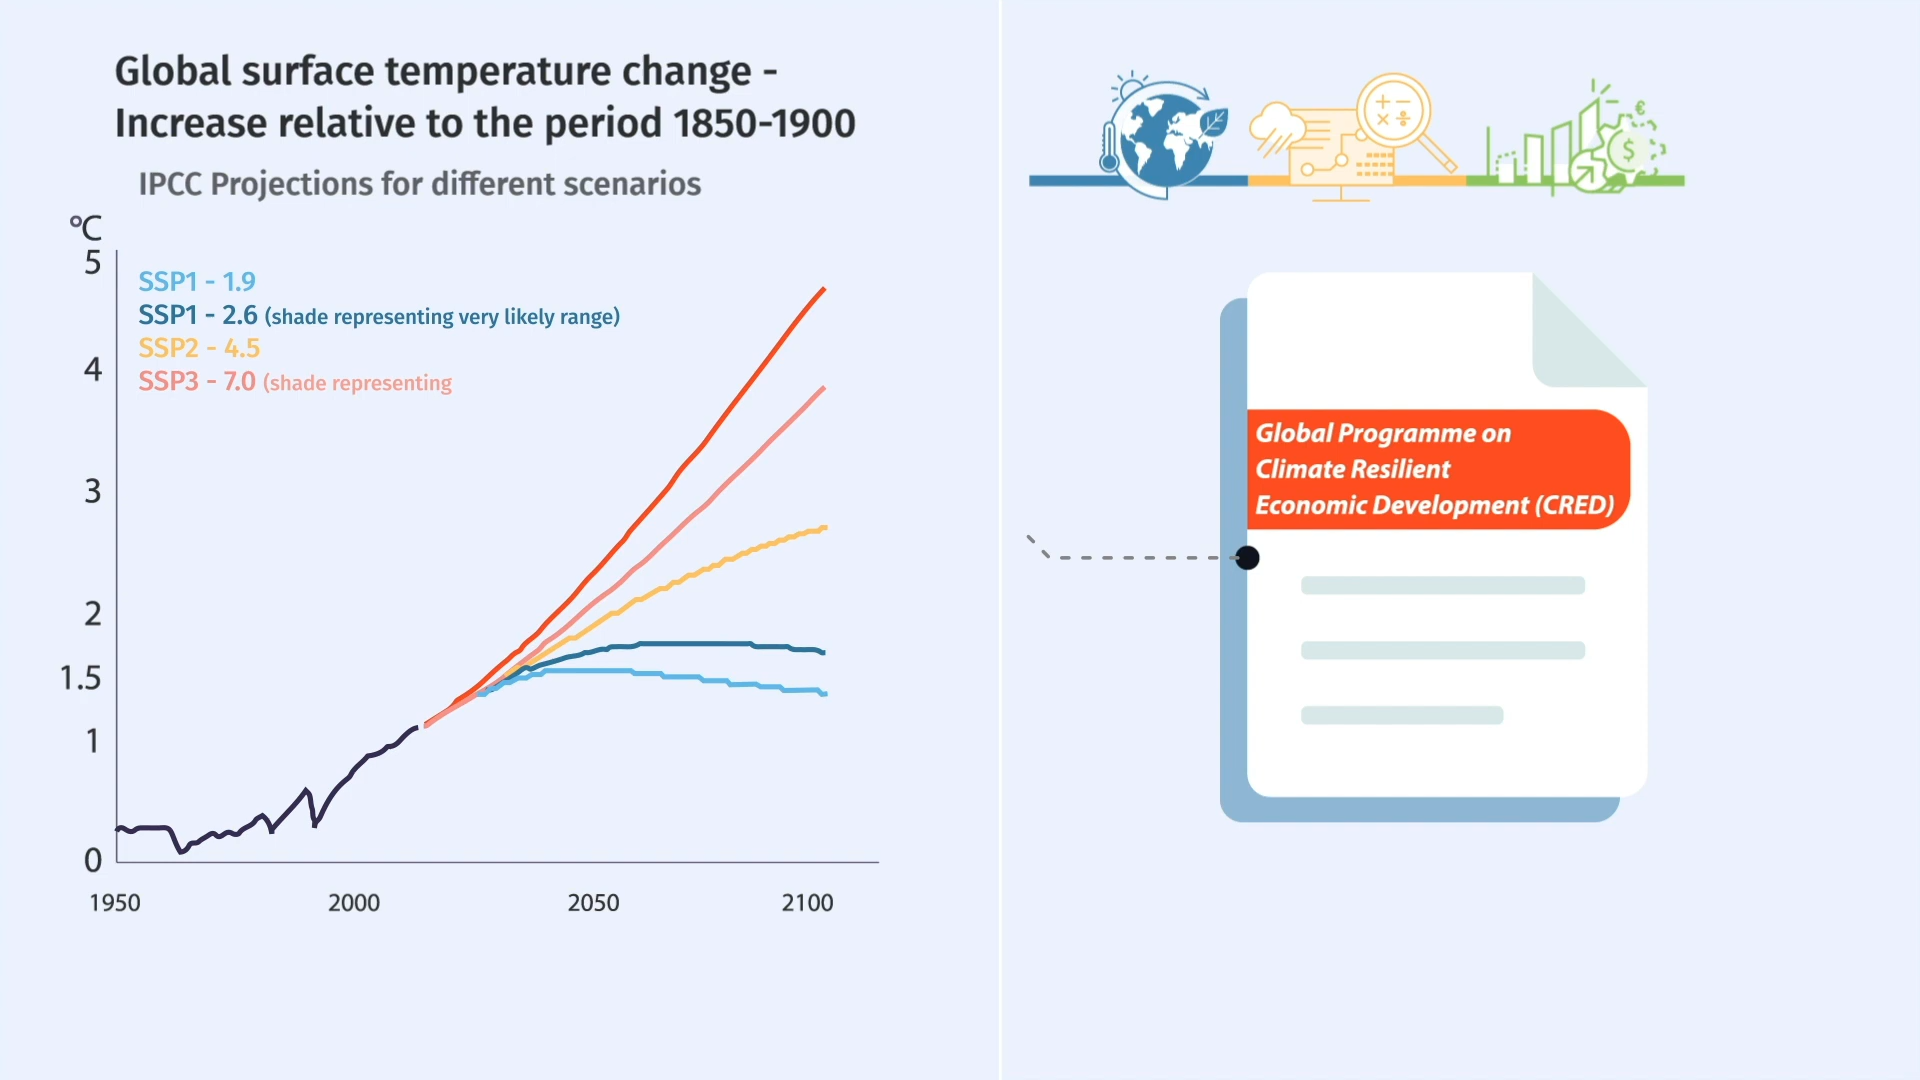 Global surface temperature change -
Increase relative to the period 1850-1900
IPCC Projections for different scenarios
°C
5
SSP1 - 1.9
SSP1 - 2.6 (shade representing very likely range)
SSP2 - 4.5
SSP3 - 7.0 (shade representing
4
3
2
1.5
1
0
1950 2000 2050 2100
€
$
Global Programme on
Climate Resilient
Economic Development (CRED)